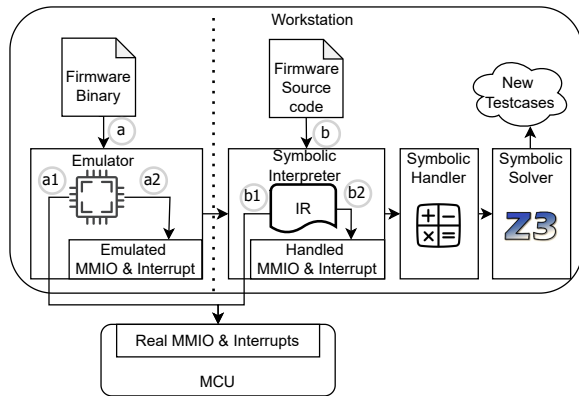 Workstation
Firmware
Binary
Firmware
Source
code
New
Testcases
a
b
Emulator
a1
a2
Emulated
MMIO & Interrupt
Symbolic
Interpreter
b1
b2
IR
Handled
MMIO & Interrupt
Symbolic
Handler
Symbolic
Solver
Z3
Real MMIO & Interrupts
MCU